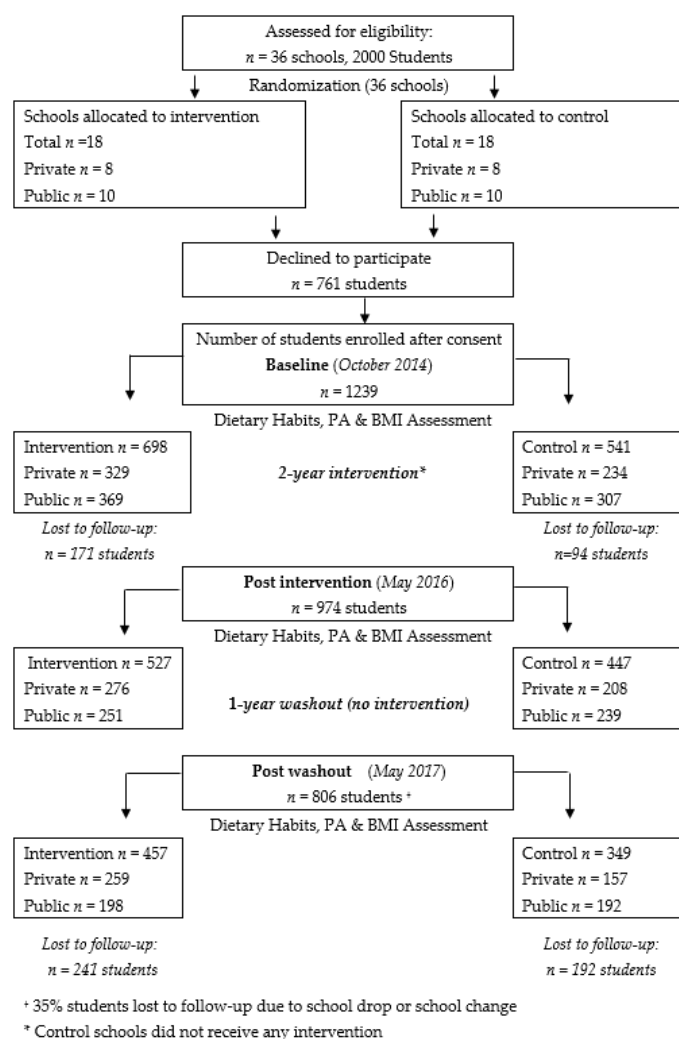 Assessed for eligibility:
n = 36 schools, 2000 Students
Randomization (36 schools)
Schools allocated to intervention
Total n =18
Private n = 8
Public n = 10
Schools allocated to control
Total n = 18
Private n = 8
Public n = 10
Declined to participate
n = 761 students
Number of students enrolled after consent
Baseline (October 2014)
n = 1239
Dietary Habits, PA & BMI Assessment
Intervention n = 698
Private n = 329
Public n = 369
Lost to follow-up:
n = 171 students
2-year intervention*
Control n = 541
Private n = 234
Public n = 307
Lost to follow-up:
n=94 students
Post intervention (May 2016)
n = 974 students
Dietary Habits, PA & BMI Assessment
Intervention n = 527
Private n = 276
Public n = 251
1-year washout (no intervention)
Control n = 447
Private n = 208
Public n = 239
Post washout (May 2017)
n = 806 students +
Dietary Habits, PA & BMI Assessment
Intervention n = 457
Private n = 259
Public n = 198
Lost to follow-up:
n = 241 students
Control n = 349
Private n = 157
Public n = 192
Lost to follow-up:
n = 192 students
+ 35% students lost to follow-up due to school drop or school change
* Control schools did not receive any intervention